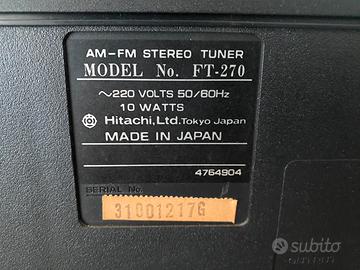 AM-FM STEREO TUNER
MODEL No. FT-270
~220 VOLTS 50/60Hz
10 WATTS
Hitachi, Ltd. Tokyo Japan
MADE IN JAPAN
4764904
SERIAL No.
31001217G
subito